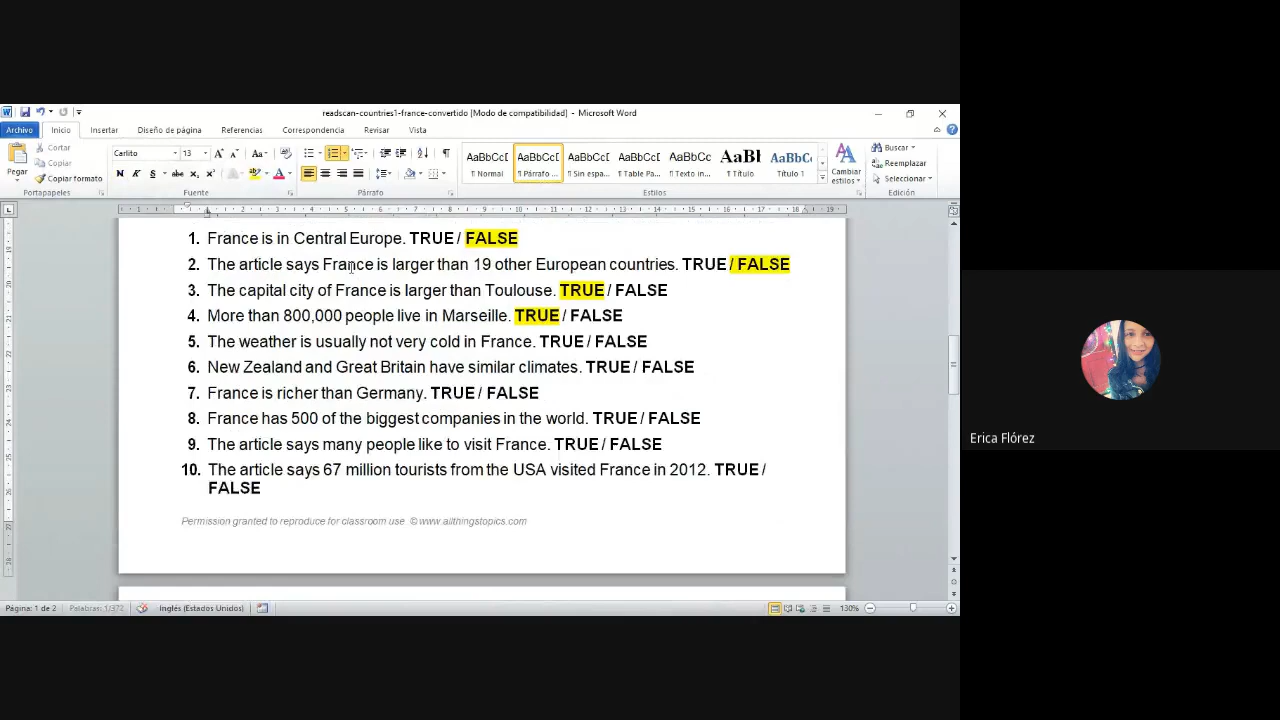 readscan-countries1-france-convertido [Modo de compatibilidad] - Microsoft Word
Archivo Inicio Insertar Diseño de página Referencias Correspondencia Revisar Vista
Pegar
Cortar
Copiar
Copiar formato
Portapapeles
Carlito 13
Fuente
Párrafo
AaBbCcI AaBbCcI AaBbCcI AaBbCcI AaBbCc AaBbI AaBbCc
¶ Normal ¶ Párrafo ... ¶ Sin espa... ¶ Table Pa... ¶ Texto in... ¶ Título ¶ Título 1
Cambiar estilos
Estilos
Buscar
Reemplazar
Seleccionar
Edición
1. France is in Central Europe. TRUE / FALSE
2. The article says France is larger than 19 other European countries. TRUE / FALSE
3. The capital city of France is larger than Toulouse. TRUE / FALSE
4. More than 800,000 people live in Marseille. TRUE / FALSE
5. The weather is usually not very cold in France. TRUE / FALSE
6. New Zealand and Great Britain have similar climates. TRUE / FALSE
7. France is richer than Germany. TRUE / FALSE
8. France has 500 of the biggest companies in the world. TRUE / FALSE
9. The article says many people like to visit France. TRUE / FALSE
10. The article says 67 million tourists from the USA visited France in 2012. TRUE /
FALSE
Permission granted to reproduce for classroom use © www.allthingstopics.com
Página: 1 de 2 Palabras: 1/372 Inglés (Estados Unidos) 130%
Erica Flórez